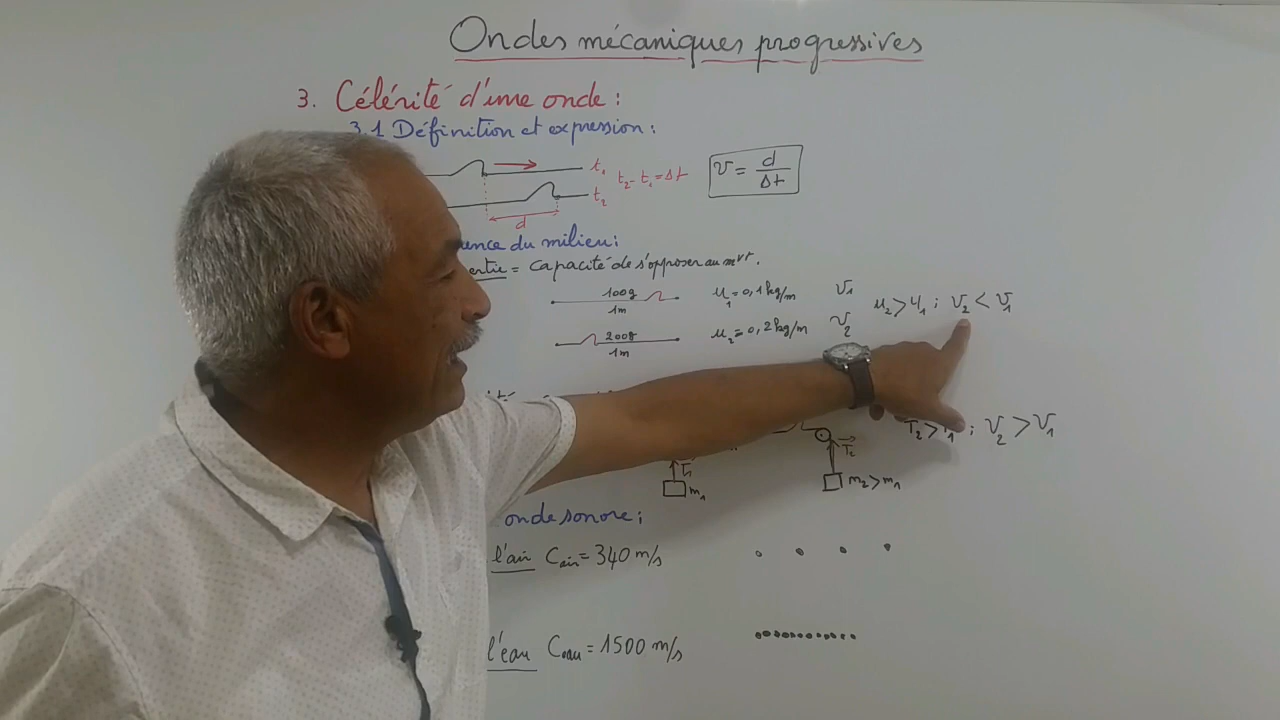 Ondes mécaniques progressives
3. Célérité d'une onde :
3.1 Définition et expression :
t₁
t₂ - t₁ = Δt
v = d/Δt
t₂
d
du milieu :
= capacité de s'opposer au mvt.
100g
1m
μ₁ = 0,1 kg/m
v₁
200g
1m
μ₂ = 0,2 kg/m
v₂
μ₂ > μ₁ ; v₂ < v₁
T₂ > T₁ ; v₂ > v₁
T₁
m₁
T₂
m₂ > m₁
onde sonore ;
l'air Cair = 340 m/s
l'eau Ceau = 1500 m/s